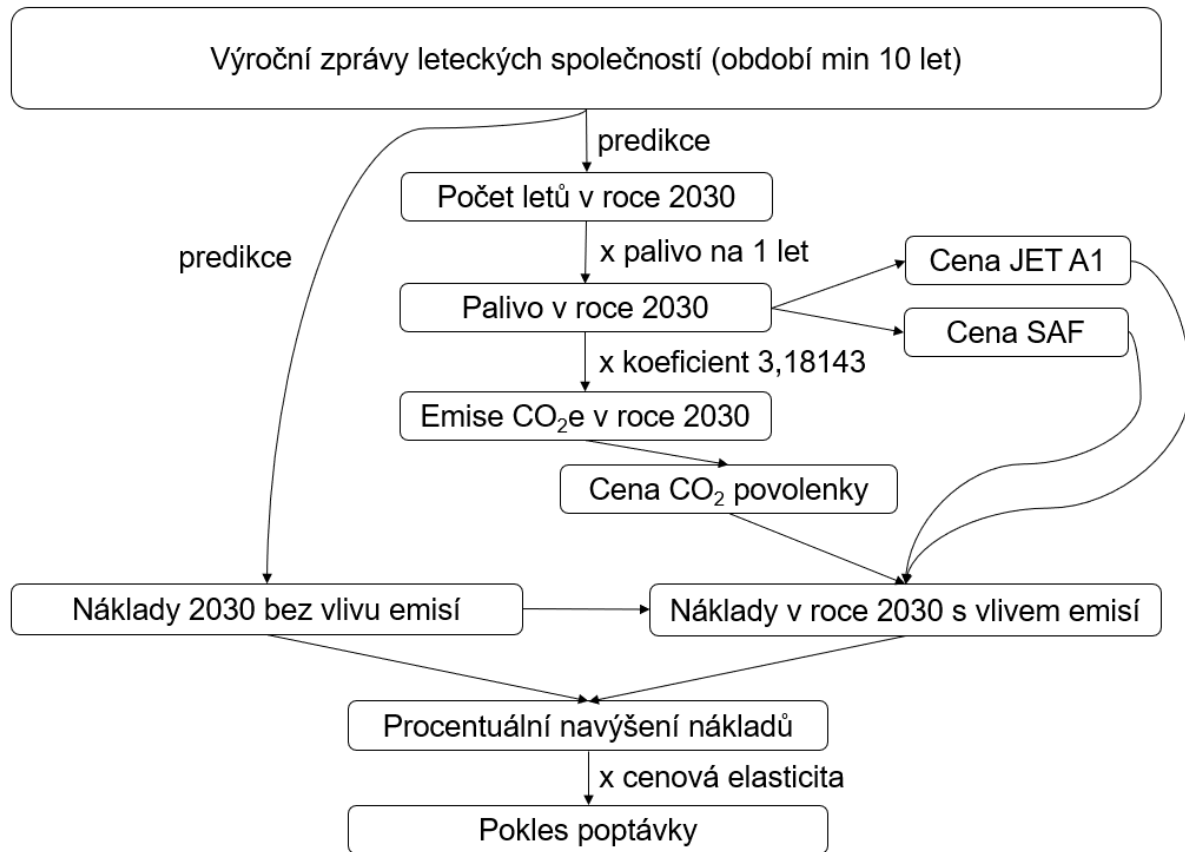 Výroční zprávy leteckých společností (období min 10 let)
predikce
Počet letů v roce 2030
predikce
x palivo na 1 let
Cena JET A1
Palivo v roce 2030
Cena SAF
x koeficient 3,18143
Emise CO₂e v roce 2030
Cena CO₂ povolenky
Náklady 2030 bez vlivu emisí
Náklady v roce 2030 s vlivem emisí
Procentuální navýšení nákladů
x cenová elasticita
Pokles poptávky